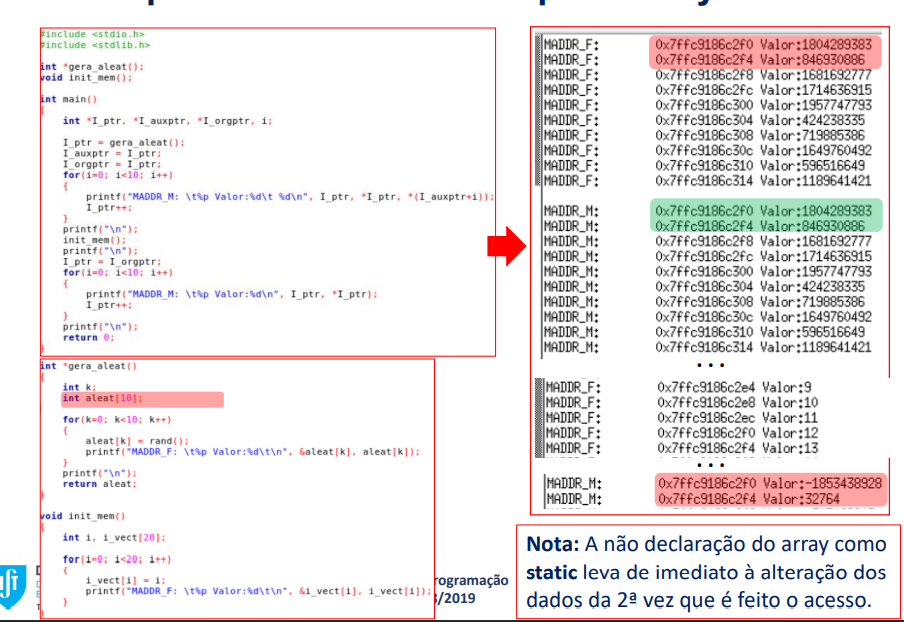 #include <stdio.h>
#include <stdlib.h>
int *gera_aleat();
void init_mem();
int main()
{
int *I_ptr, *I_auxptr, *I_orgptr, i;
I_ptr = gera_aleat();
I_auxptr = I_ptr;
I_orgptr = I_ptr;
for(i=0; i<10; i++)
{
printf("MADDR_M: \t%p Valor:%d\t %d\n", I_ptr, *I_ptr, *(I_auxptr+i));
I_ptr++;
}
printf("\n");
init_mem();
printf("\n");
I_ptr = I_orgptr;
for(i=0; i<10; i++)
{
printf("MADDR_M: \t%p Valor:%d\n", I_ptr, *I_ptr);
I_ptr++;
}
printf("\n");
return 0;
}
int *gera_aleat()
{
int k;
int aleat[10];
for(k=0; k<10; k++)
{
aleat[k] = rand();
printf("MADDR_F: \t%p Valor:%d\t\n", &aleat[k], aleat[k]);
}
printf("\n");
return aleat;
}
void init_mem()
{
int i, i_vect[20];
for(i=0; i<20; i++)
{
i_vect[i] = i;
printf("MADDR_F: \t%p Valor:%d\t\n", &i_vect[i], i_vect[i]);
}
}
MADDR_F: 0x7ffc9186c2f0 Valor:1804289383
MADDR_F: 0x7ffc9186c2f4 Valor:846930886
MADDR_F: 0x7ffc9186c2f8 Valor:1681692777
MADDR_F: 0x7ffc9186c2fc Valor:1714636915
MADDR_F: 0x7ffc9186c300 Valor:1957747793
MADDR_F: 0x7ffc9186c304 Valor:424238335
MADDR_F: 0x7ffc9186c308 Valor:719885386
MADDR_F: 0x7ffc9186c30c Valor:1649760492
MADDR_F: 0x7ffc9186c310 Valor:596516649
MADDR_F: 0x7ffc9186c314 Valor:1189641421
MADDR_M: 0x7ffc9186c2f0 Valor:1804289383
MADDR_M: 0x7ffc9186c2f4 Valor:846930886
MADDR_M: 0x7ffc9186c2f8 Valor:1681692777
MADDR_M: 0x7ffc9186c2fc Valor:1714636915
MADDR_M: 0x7ffc9186c300 Valor:1957747793
MADDR_M: 0x7ffc9186c304 Valor:424238335
MADDR_M: 0x7ffc9186c308 Valor:719885386
MADDR_M: 0x7ffc9186c30c Valor:1649760492
MADDR_M: 0x7ffc9186c310 Valor:596516649
MADDR_M: 0x7ffc9186c314 Valor:1189641421
...
MADDR_F: 0x7ffc9186c2e4 Valor:9
MADDR_F: 0x7ffc9186c2e8 Valor:10
MADDR_F: 0x7ffc9186c2ec Valor:11
MADDR_F: 0x7ffc9186c2f0 Valor:12
MADDR_F: 0x7ffc9186c2f4 Valor:13
...
MADDR_M: 0x7ffc9186c2f0 Valor:-1853438928
MADDR_M: 0x7ffc9186c2f4 Valor:32764
Nota: A não declaração do array como
static leva de imediato à alteração dos
dados da 2ª vez que é feito o acesso.
rogramação
/2019